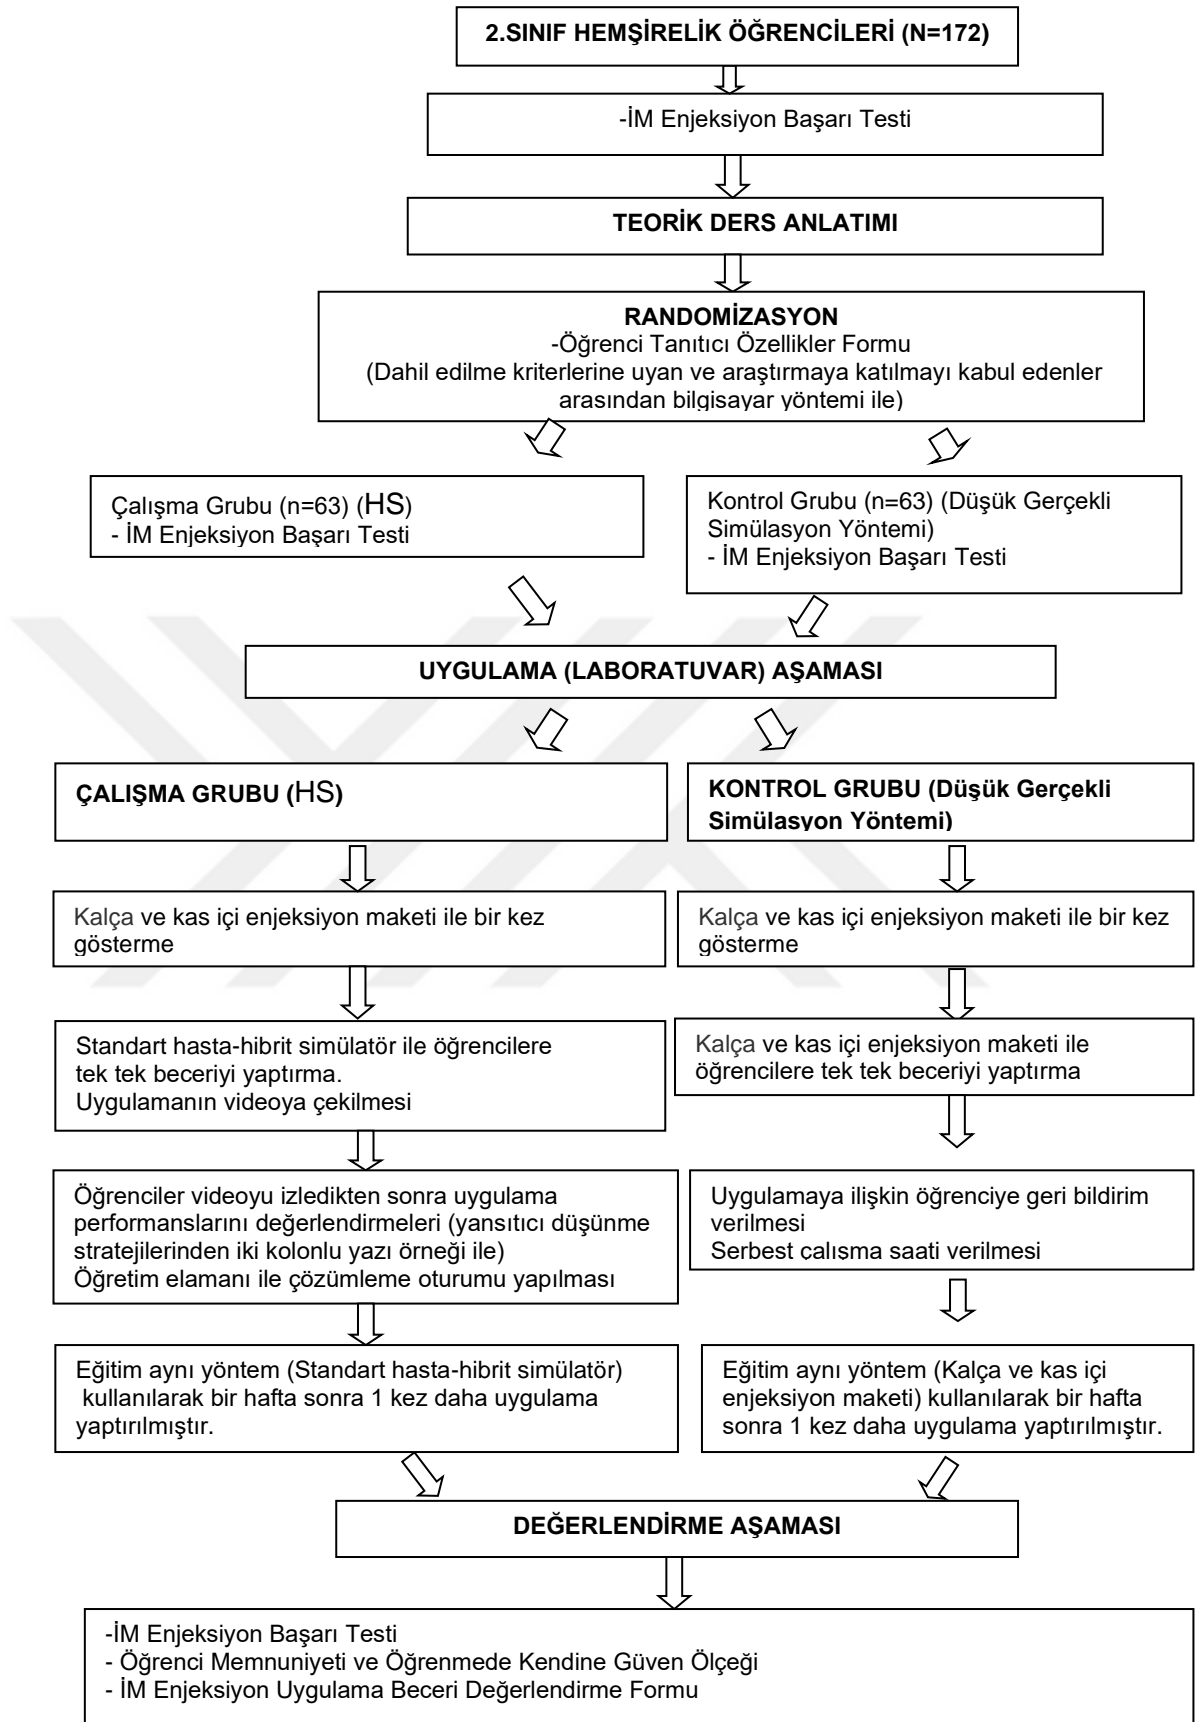 2.SINIF HEMŞİRELİK ÖĞRENCİLERİ (N=172)
-İM Enjeksiyon Başarı Testi
TEORİK DERS ANLATIMI
RANDOMİZASYON
-Öğrenci Tanıtıcı Özellikler Formu
(Dahil edilme kriterlerine uyan ve araştırmaya katılmayı kabul edenler
arasından bilgisayar yöntemi ile)
Çalışma Grubu (n=63) (HS)
- İM Enjeksiyon Başarı Testi
Kontrol Grubu (n=63) (Düşük Gerçekli
Simülasyon Yöntemi)
- İM Enjeksiyon Başarı Testi
UYGULAMA (LABORATUVAR) AŞAMASI
ÇALIŞMA GRUBU (HS)
KONTROL GRUBU (Düşük Gerçekli
Simülasyon Yöntemi)
Kalça ve kas içi enjeksiyon maketi ile bir kez
gösterme
Kalça ve kas içi enjeksiyon maketi ile bir kez
gösterme
Standart hasta-hibrit simülatör ile öğrencilere
tek tek beceriyi yaptırma.
Uygulamanın videoya çekilmesi
Kalça ve kas içi enjeksiyon maketi ile
öğrencilere tek tek beceriyi yaptırma
Öğrenciler videoyu izledikten sonra uygulama
performanslarını değerlendirmeleri (yansıtıcı düşünme
stratejilerinden iki kolonlu yazı örneği ile)
Öğretim elamanı ile çözümleme oturumu yapılması
Uygulamaya ilişkin öğrenciye geri bildirim
verilmesi
Serbest çalışma saati verilmesi
Eğitim aynı yöntem (Standart hasta-hibrit simülatör)
kullanılarak bir hafta sonra 1 kez daha uygulama
yaptırılmıştır.
Eğitim aynı yöntem (Kalça ve kas içi
enjeksiyon maketi) kullanılarak bir hafta
sonra 1 kez daha uygulama yaptırılmıştır.
DEĞERLENDİRME AŞAMASI
-İM Enjeksiyon Başarı Testi
- Öğrenci Memnuniyeti ve Öğrenmede Kendine Güven Ölçeği
- İM Enjeksiyon Uygulama Beceri Değerlendirme Formu